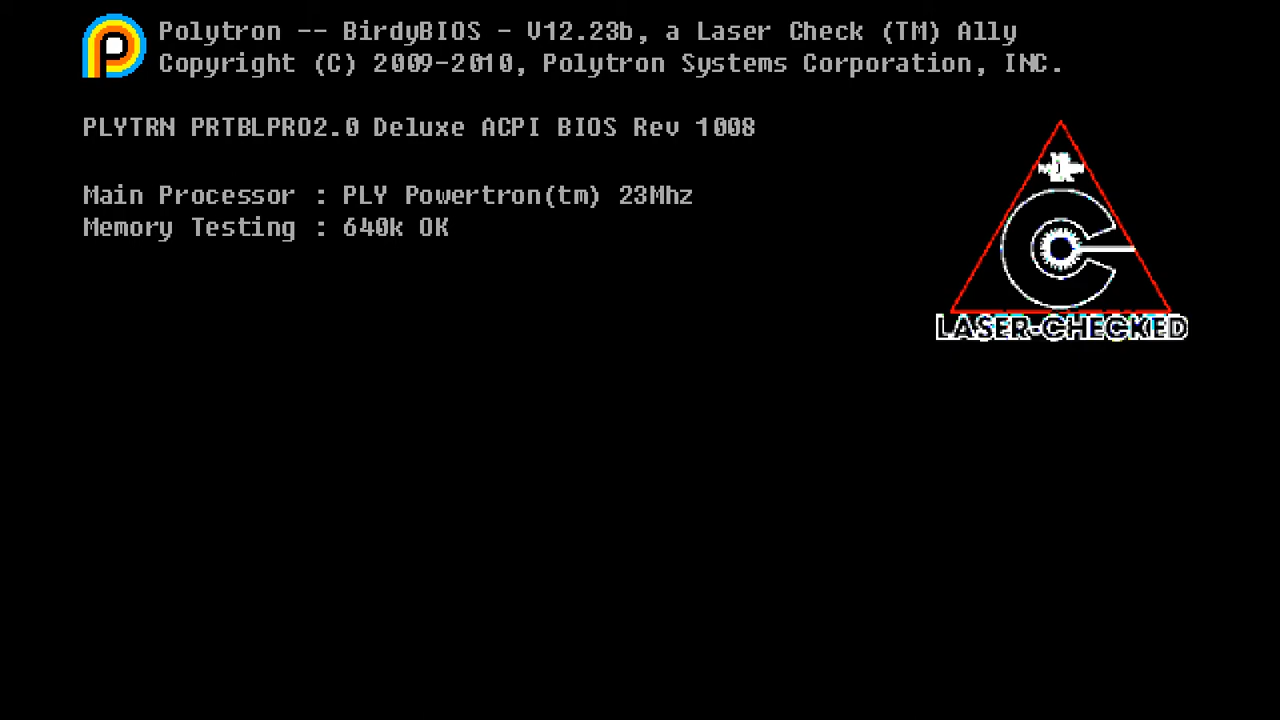 Polytron -- BirdyBIOS - V12.23b, a Laser Check (TM) Ally
Copyright (C) 2009-2010, Polytron Systems Corporation, INC.
PLYTRN PRTBLPRO2.0 Deluxe ACPI BIOS Rev 1008
Main Processor : PLY Powertron(tm) 23Mhz
Memory Testing : 640k OK
LASER-CHECKED